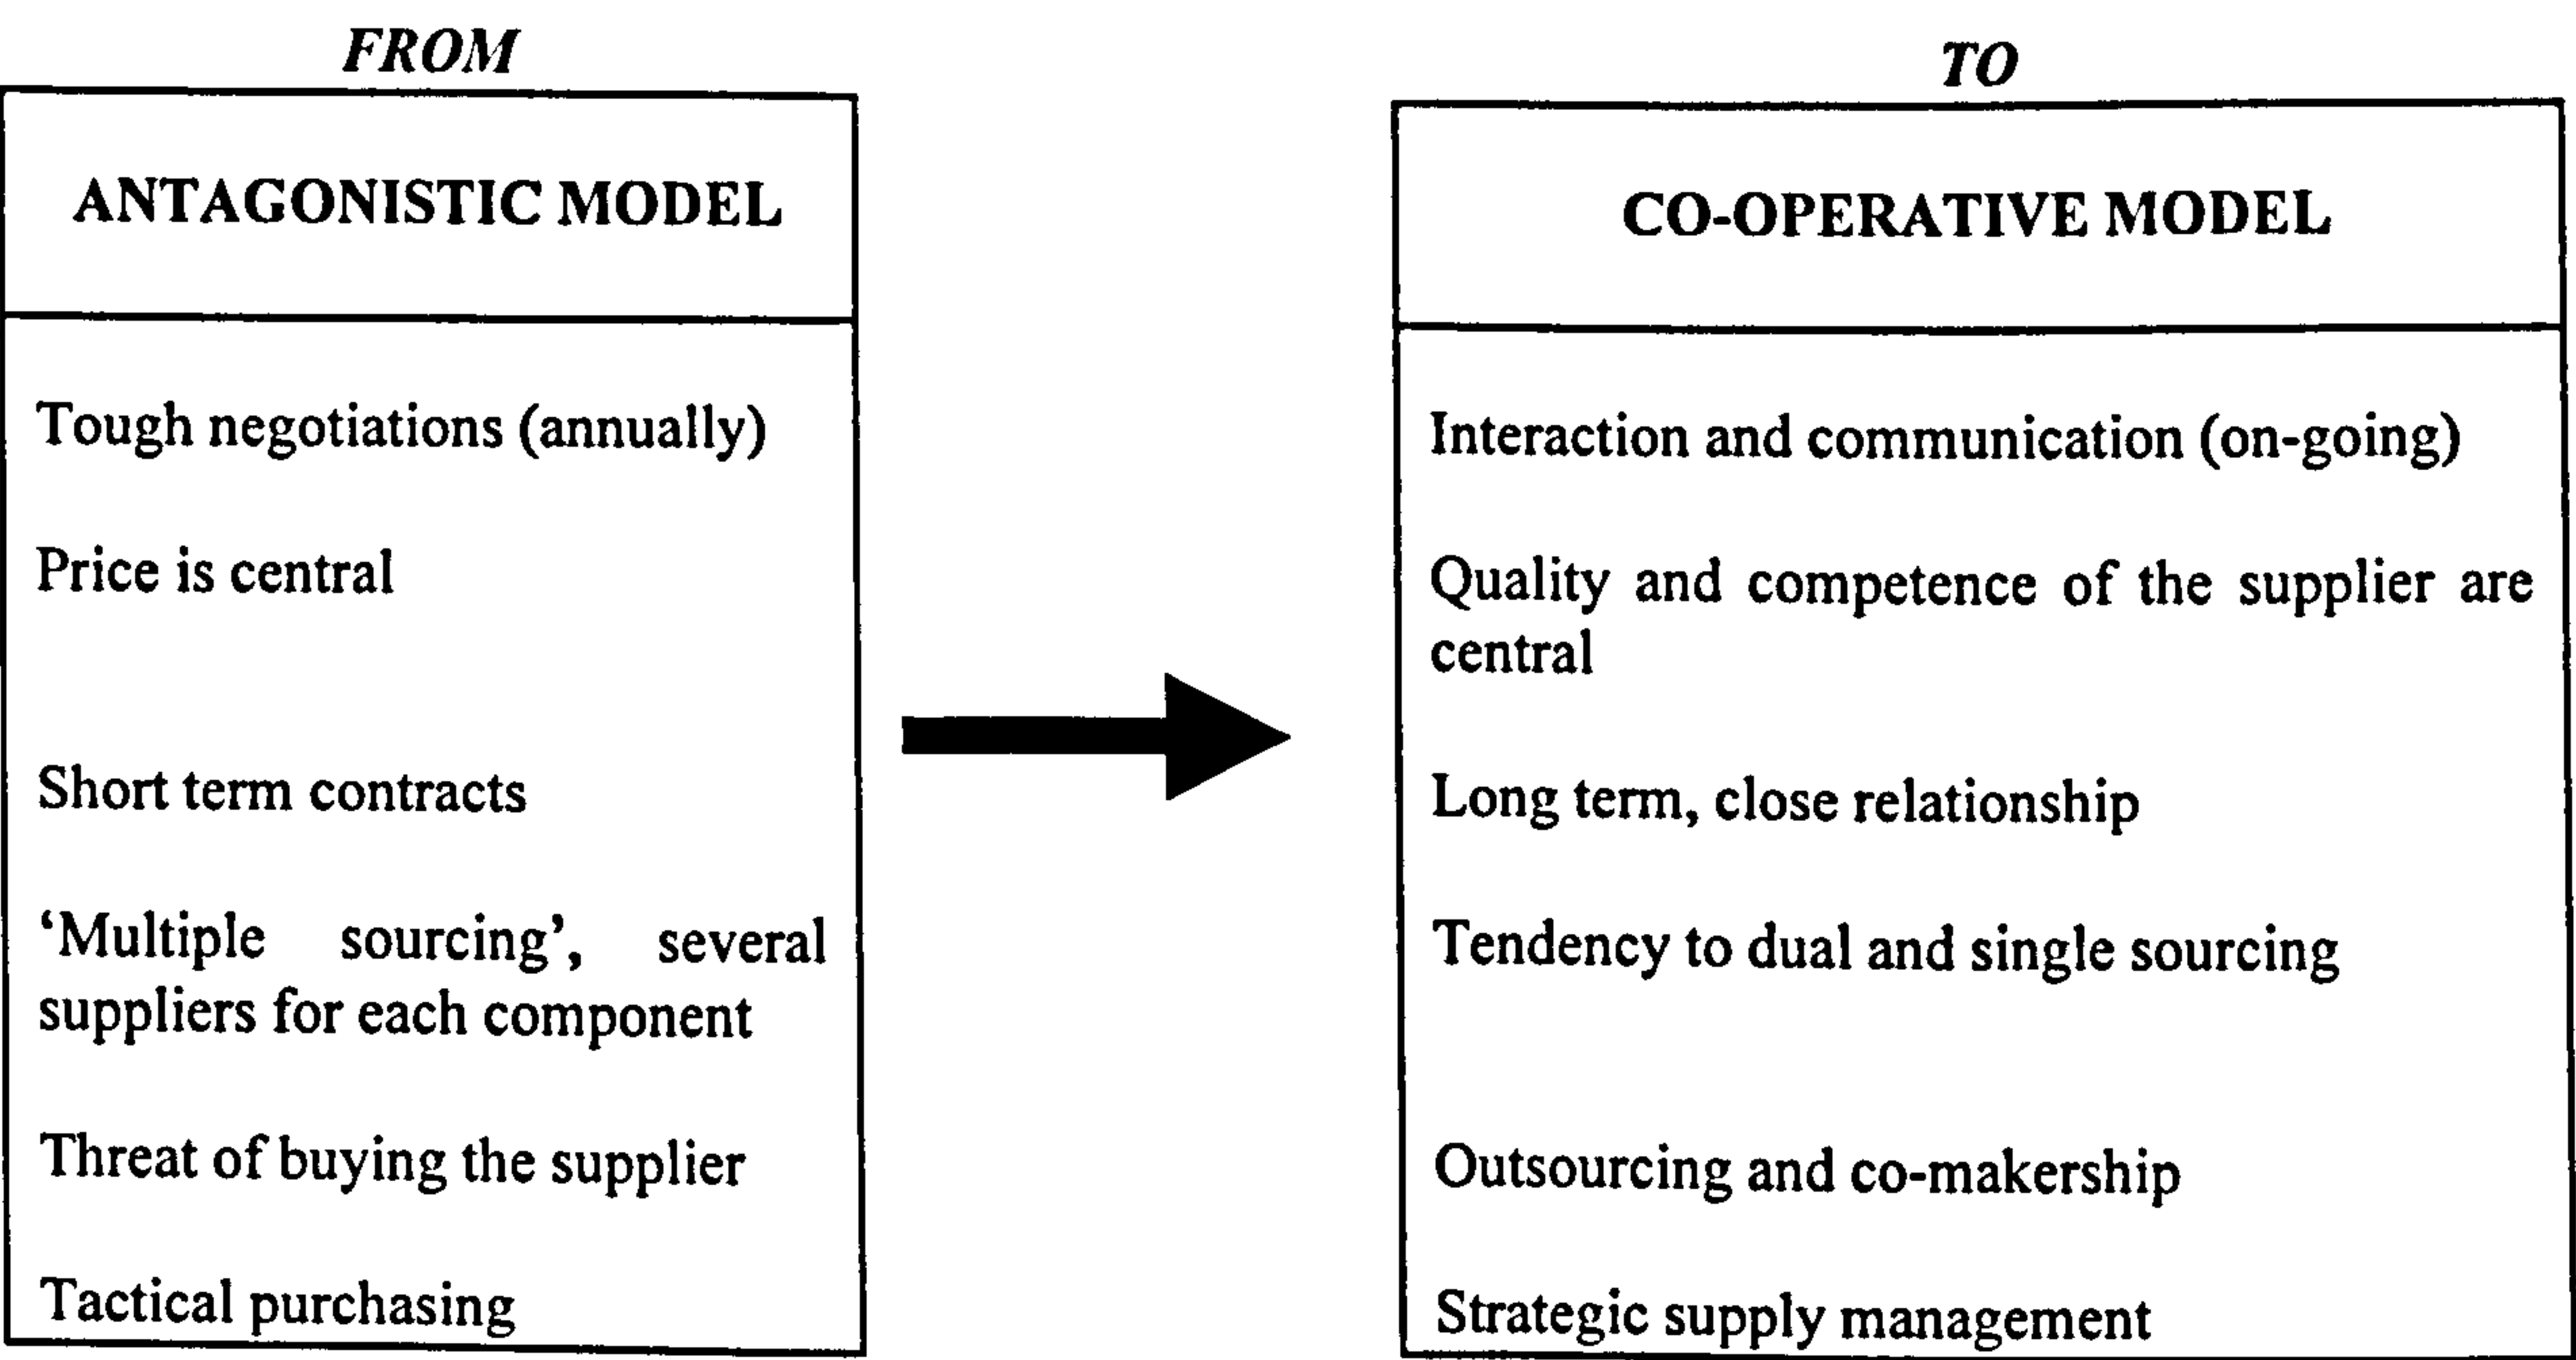 FROM
ANTAGONISTIC MODEL
Tough negotiations (annually)
Price is central
Short term contracts
‘Multiple sourcing’, several
suppliers for each component
Threat of buying the supplier
Tactical purchasing
TO
CO-OPERATIVE MODEL
Interaction and communication (on-going)
Quality and competence of the supplier are
central
Long term, close relationship
Tendency to dual and single sourcing
Outsourcing and co-makership
Strategic supply management